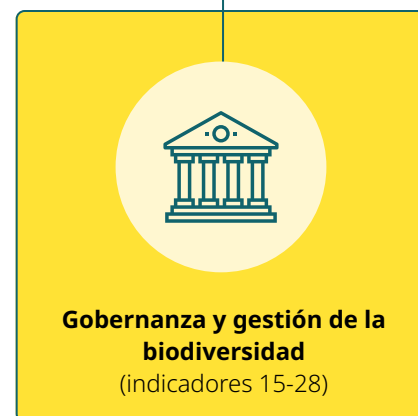 Gobernanza y gestión de la
biodiversidad
(indicadores 15-28)